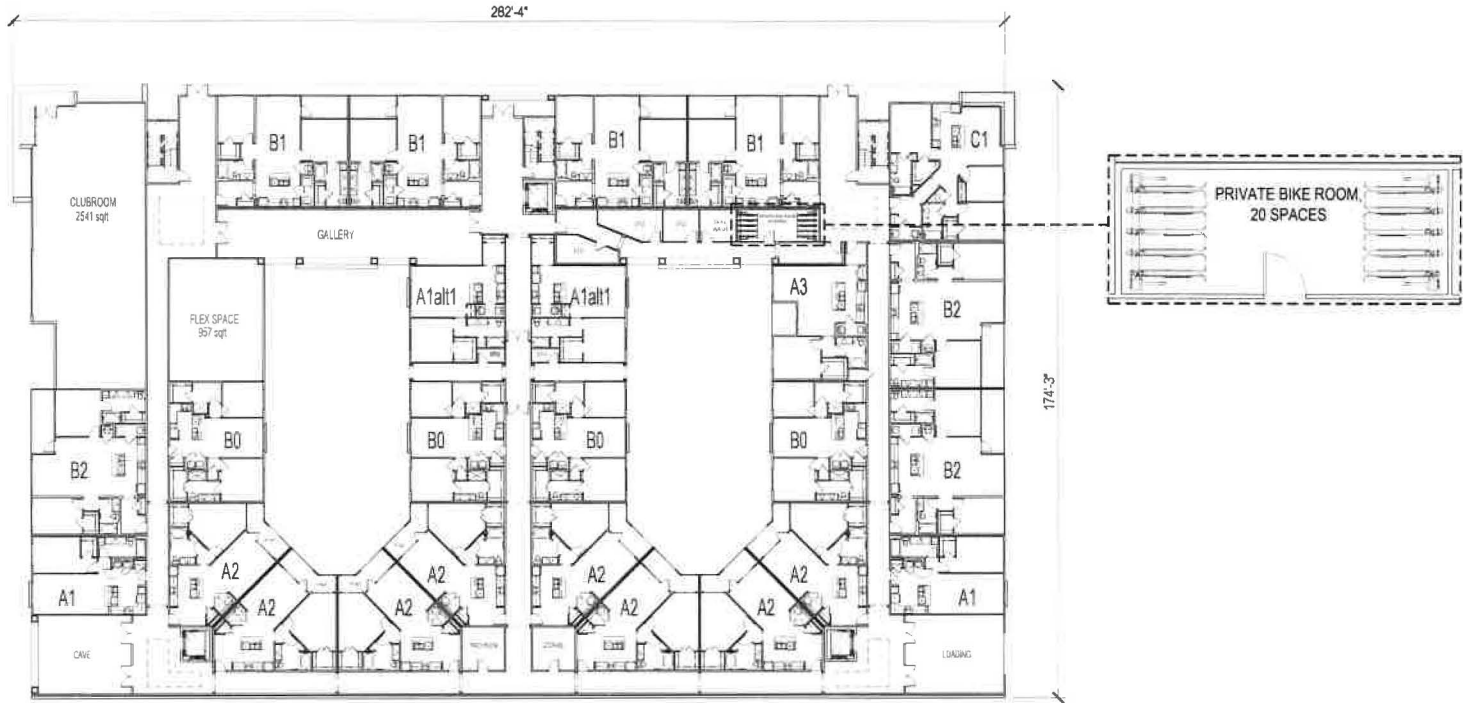 282'-4"
B1
B1
B1
B1
C1
CLUBROOM
2541 sqft
PRIVATE BIKE ROOM,
20 SPACES
GALLERY
A1alt1
A1alt1
A3
FLEX SPACE
957 sqft
B2
174'-3"
B0
B0
B0
B0
B2
B2
A2
A2
A2
A2
A2
A2
A2
A2
A1
A1
CAVE
LOADING